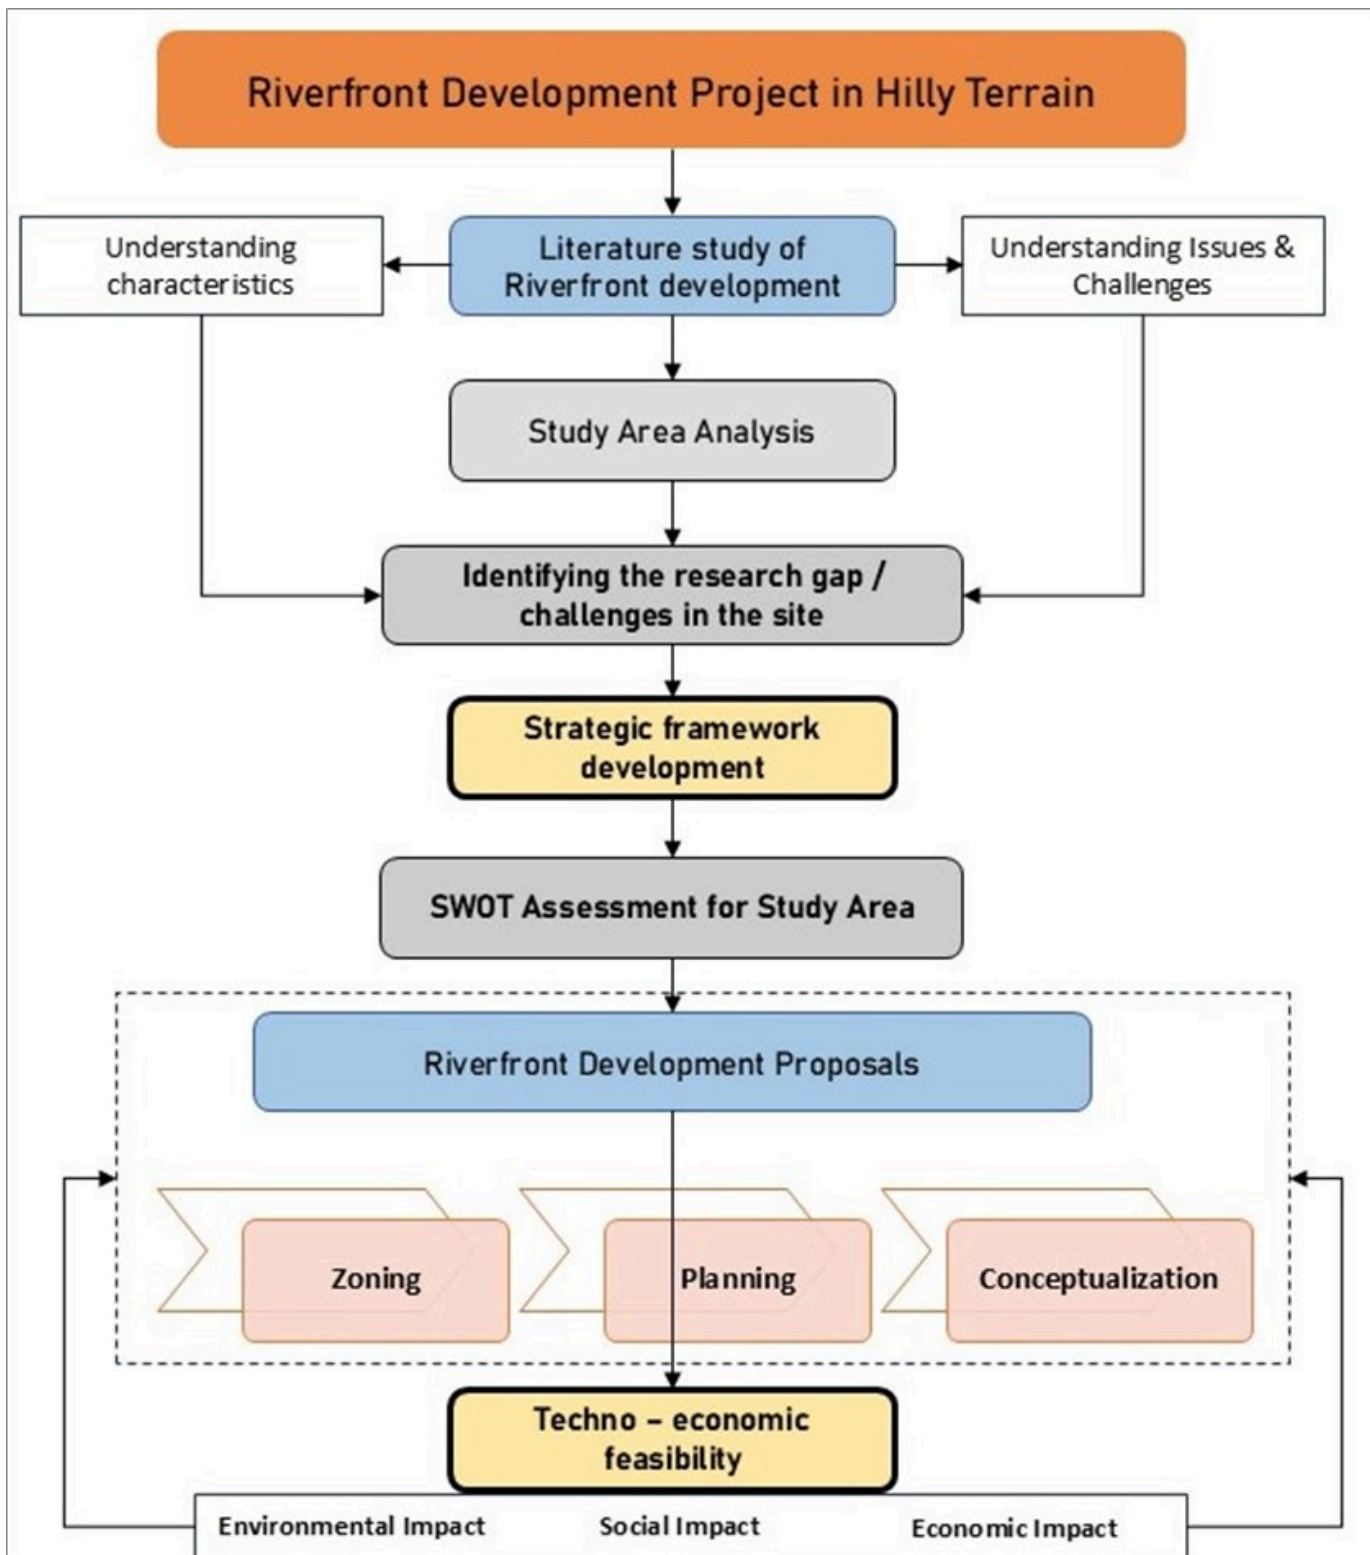 Riverfront Development Project in Hilly Terrain
Understanding
characteristics
Literature study of
Riverfront development
Understanding Issues &
Challenges
Study Area Analysis
Identifying the research gap /
challenges in the site
Strategic framework
development
SWOT Assessment for Study Area
Riverfront Development Proposals
Zoning
Planning
Conceptualization
Techno – economic
feasibility
Environmental Impact
Social Impact
Economic Impact